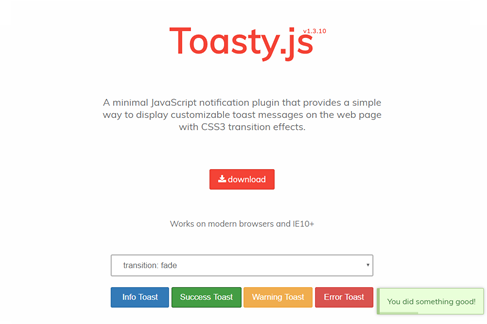 Toasty.js
v1.3.10
A minimal JavaScript notification plugin that provides a simple
way to display customizable toast messages on the web page
with CSS3 transition effects.
download
Works on modern browsers and IE10+
transition: fade
Info Toast Success Toast Warning Toast Error Toast
You did something good!